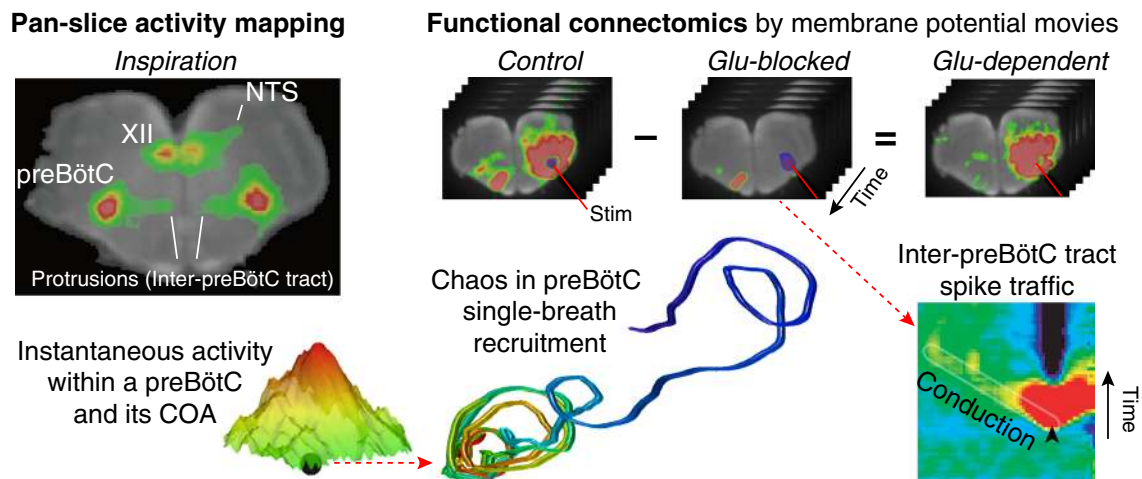 Pan-slice activity mapping
Inspiration
NTS
XII
preBötC
Protrusions (Inter-preBötC tract)
Instantaneous activity
within a preBötC
and its COA
Functional connectomics by membrane potential movies
Control
Glu-blocked
Glu-dependent
–
=
Stim
Time
Chaos in preBötC
single-breath
recruitment
Inter-preBötC tract
spike traffic
Conduction
Time